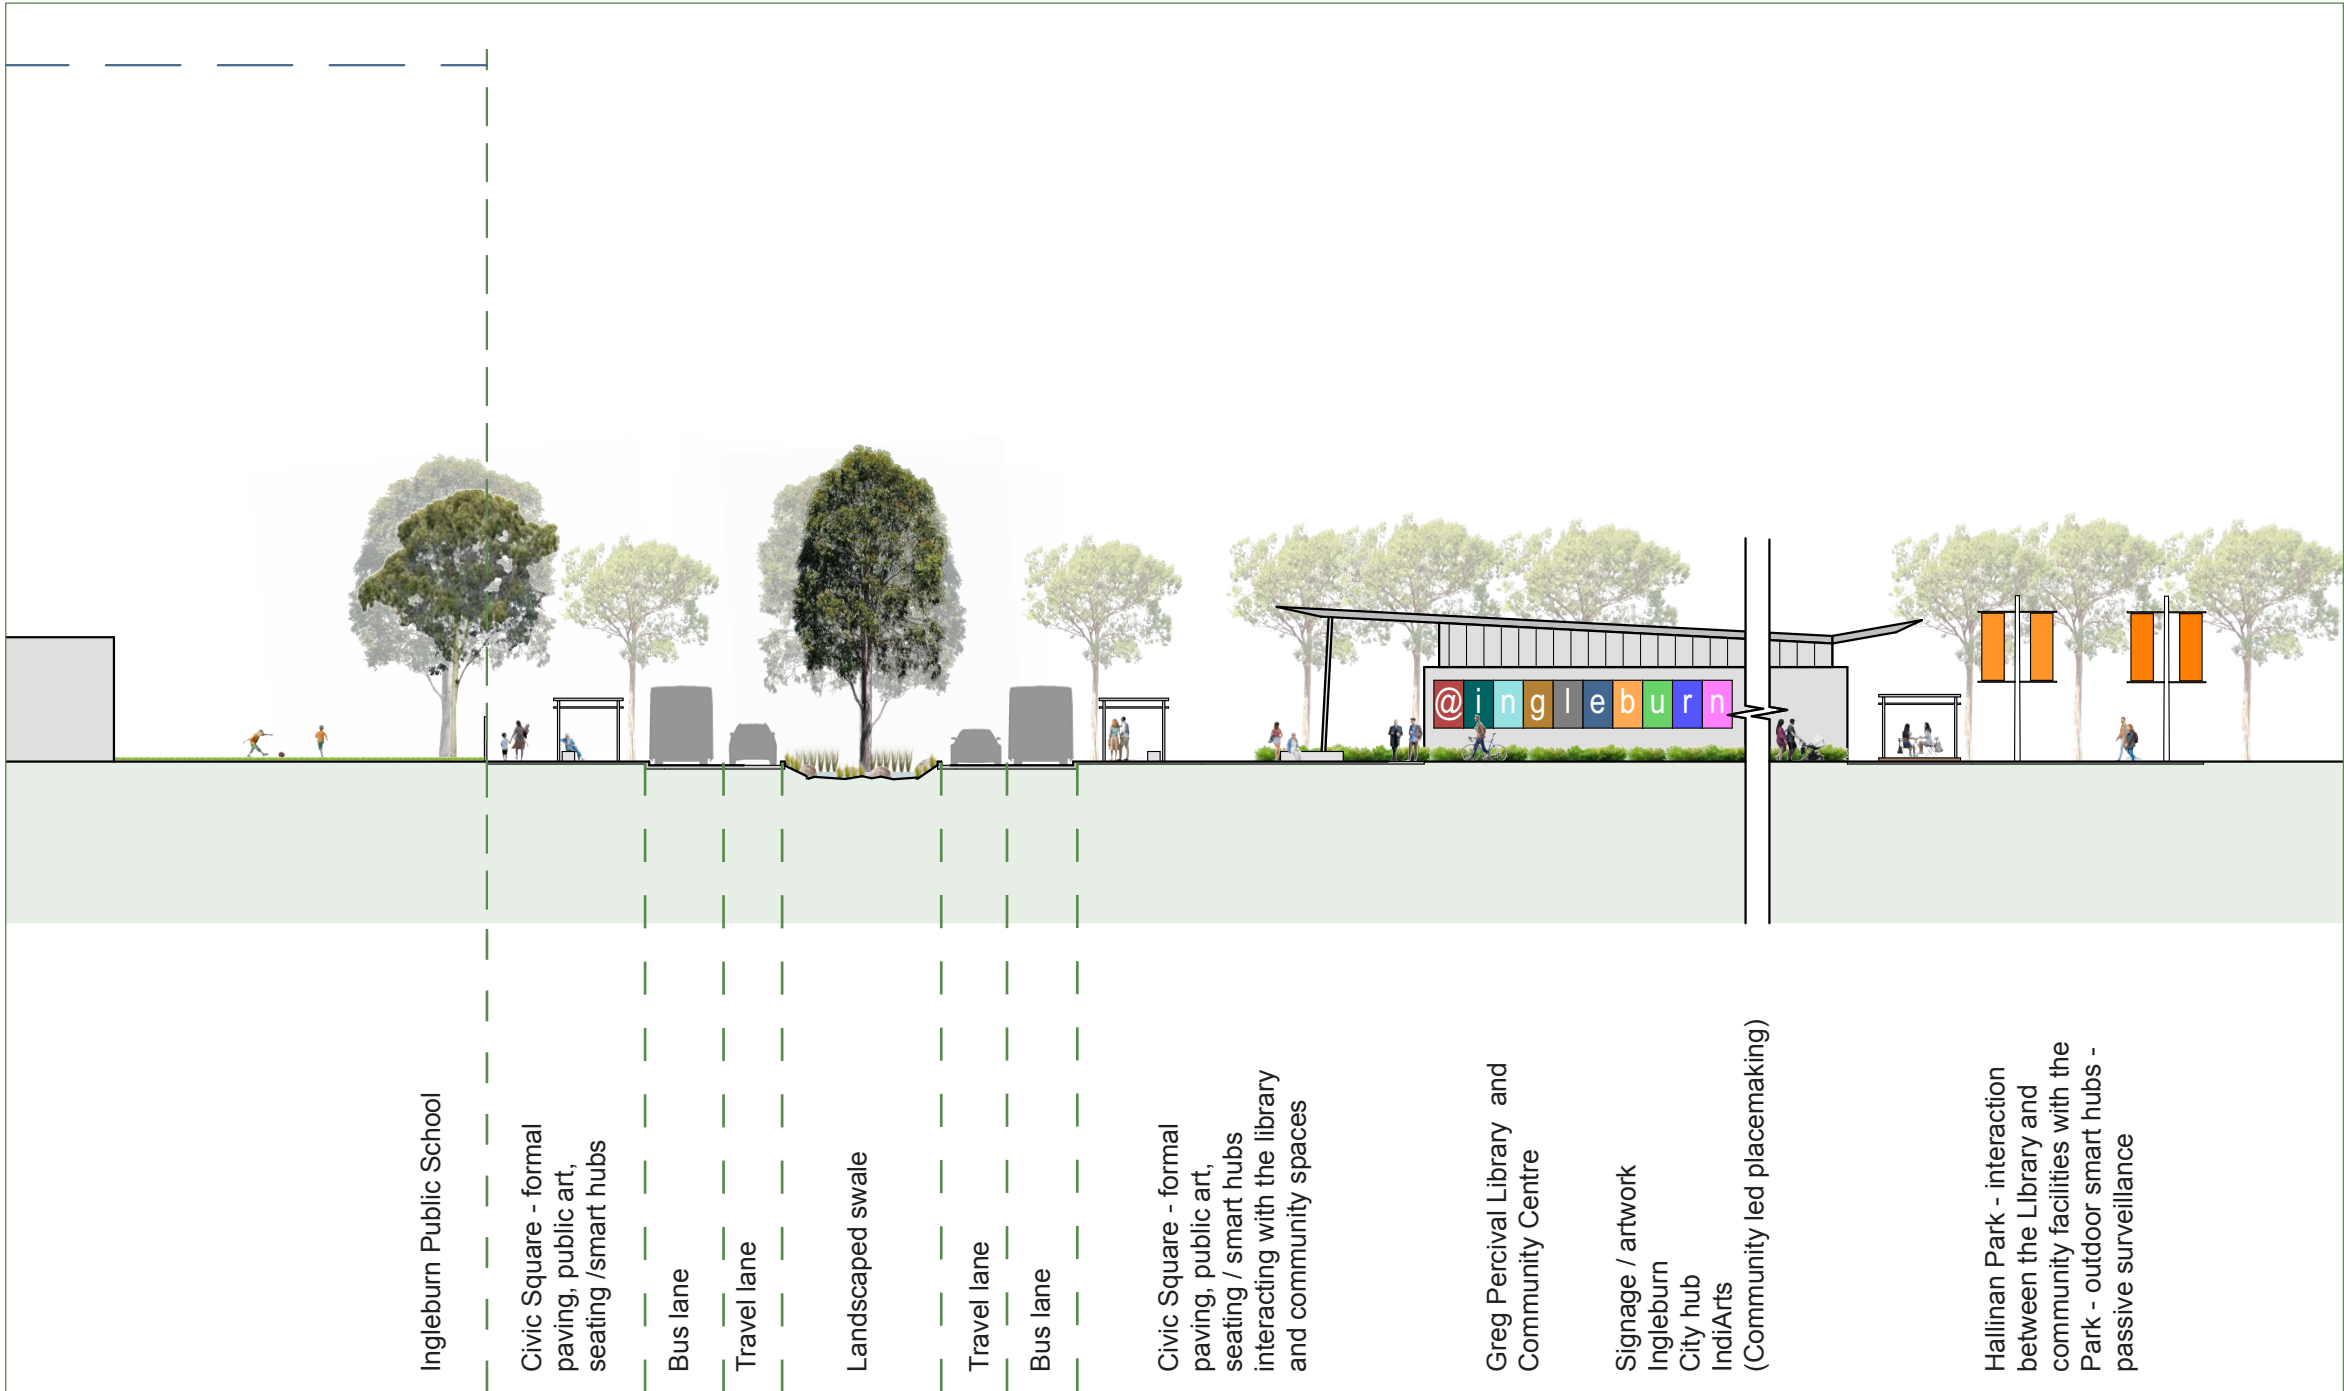 @ingleburn
Ingleburn Public School
Civic Square - formal
paving, public art,
seating /smart hubs
Bus lane
Travel lane
Landscaped swale
Travel lane
Bus lane
Civic Square - formal
paving, public art,
seating / smart hubs
interacting with the library
and community spaces
Greg Percival Library and
Community Centre
Signage / artwork
Ingleburn
City hub
IndiArts
(Community led placemaking)
Hallinan Park - interaction
between the LIbrary and
community facilities with the
Park - outdoor smart hubs -
passive surveillance